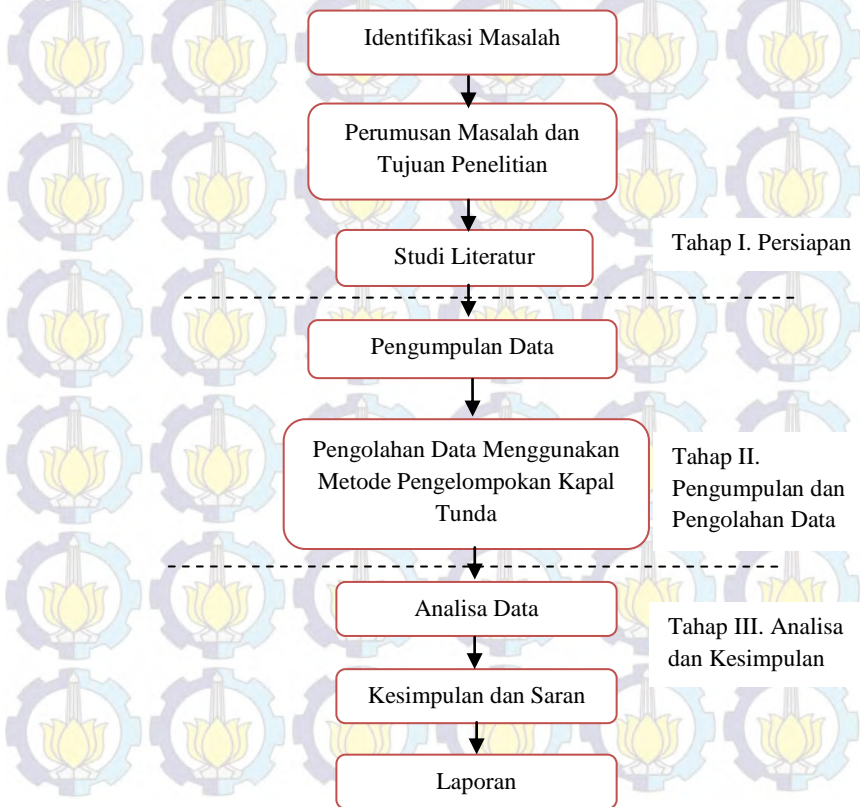 Identifikasi Masalah
Perumusan Masalah dan
Tujuan Penelitian
Studi Literatur
Tahap I. Persiapan
Pengumpulan Data
Pengolahan Data Menggunakan
Metode Pengelompokan Kapal
Tunda
Tahap II.
Pengumpulan dan
Pengolahan Data
Analisa Data
Tahap III. Analisa
dan Kesimpulan
Kesimpulan dan Saran
Laporan